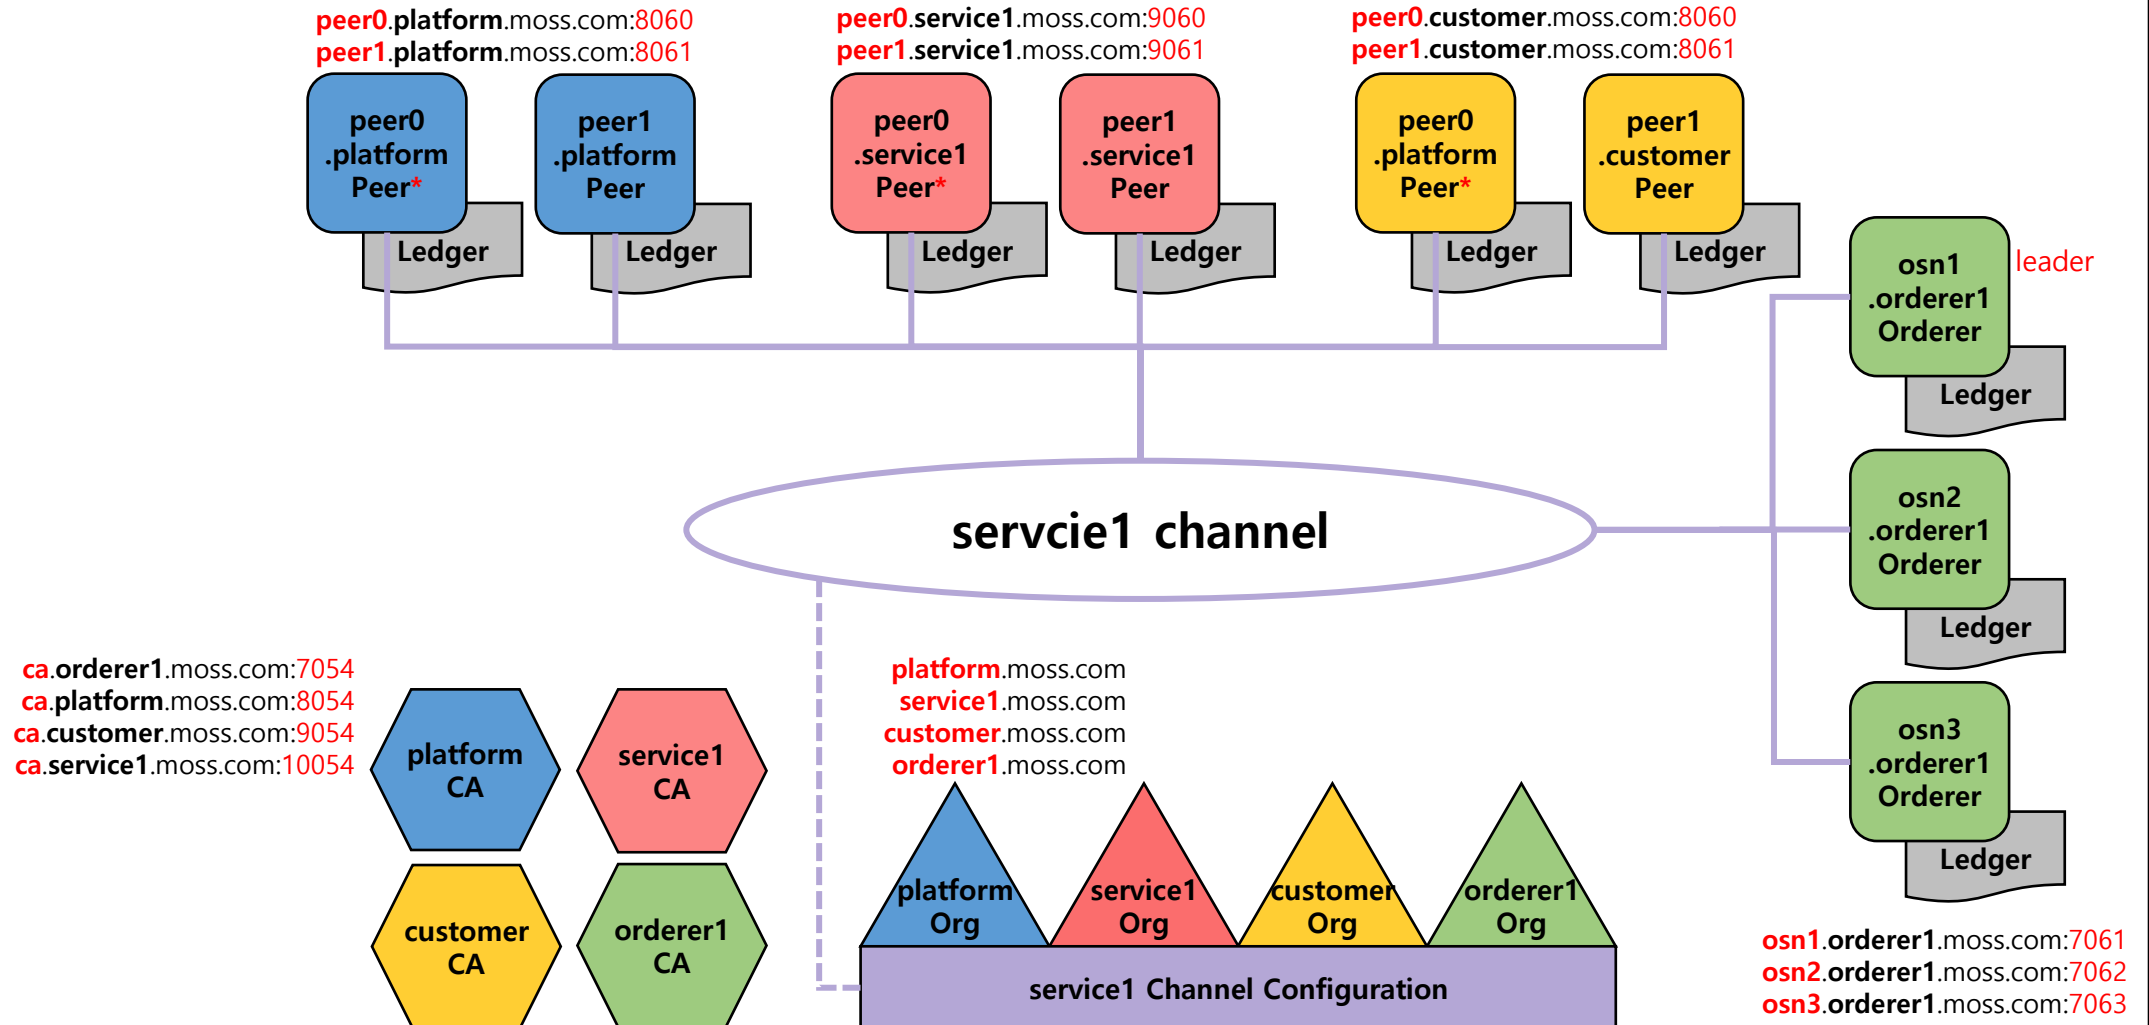 peer0.platform.moss.com:8060
peer1.platform.moss.com:8061
peer0.service1.moss.com:9060
peer1.service1.moss.com:9061
peer0.customer.moss.com:8060
peer1.customer.moss.com:8061
peer0
.platform
Peer*
peer1
.platform
Peer
peer0
.service1
Peer*
peer1
.service1
Peer
peer0
.platform
Peer*
peer1
.customer
Peer
Ledger
Ledger
Ledger
Ledger
Ledger
Ledger
osn1
.orderer1
Orderer
leader
Ledger
servcie1 channel
osn2
.orderer1
Orderer
Ledger
osn3
.orderer1
Orderer
Ledger
ca.orderer1.moss.com:7054
ca.platform.moss.com:8054
ca.customer.moss.com:9054
ca.service1.moss.com:10054
platform
CA
service1
CA
customer
CA
orderer1
CA
platform.moss.com
service1.moss.com
customer.moss.com
orderer1.moss.com
platform
Org
service1
Org
customer
Org
orderer1
Org
service1 Channel Configuration
osn1.orderer1.moss.com:7061
osn2.orderer1.moss.com:7062
osn3.orderer1.moss.com:7063